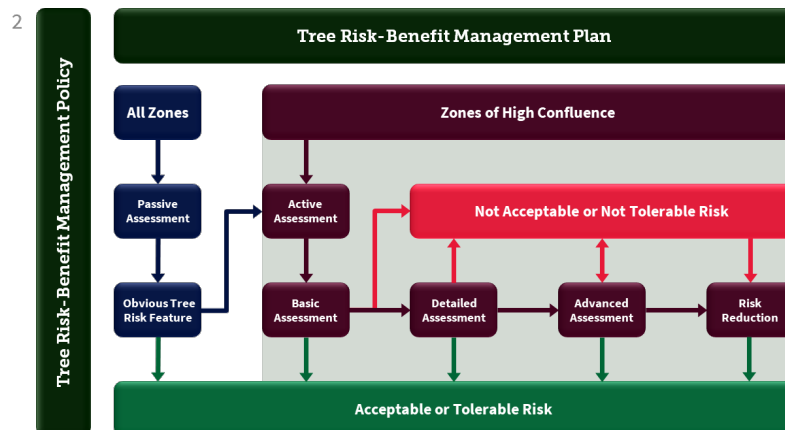 2
Tree Risk-Benefit Management Policy
Tree Risk-Benefit Management Plan
All Zones
Zones of High Confluence
Passive
Assessment
Active
Assessment
Not Acceptable or Not Tolerable Risk
Obvious Tree
Risk Feature
Basic
Assessment
Detailed
Assessment
Advanced
Assessment
Risk
Reduction
Acceptable or Tolerable Risk